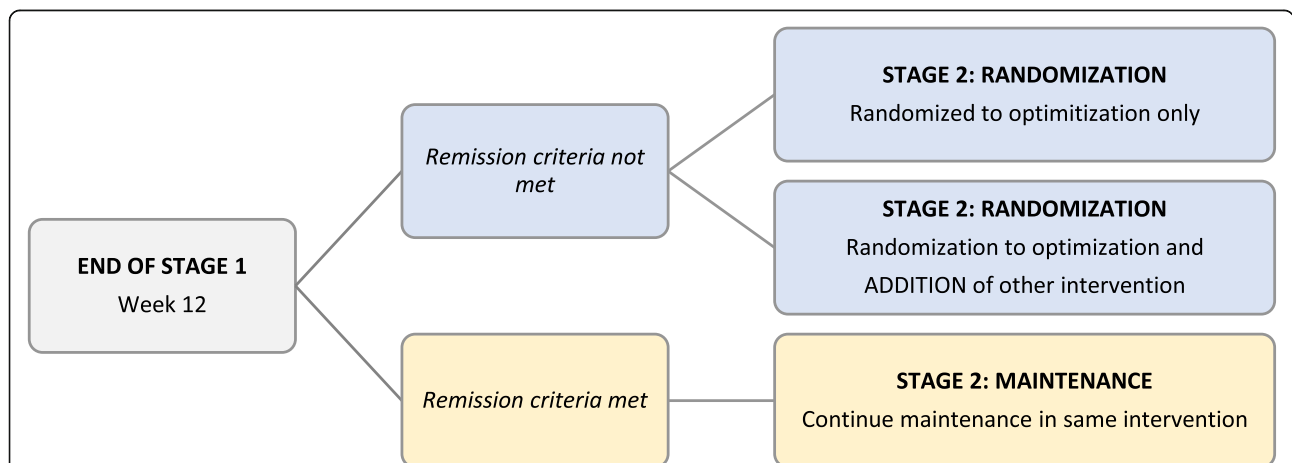 END OF STAGE 1
Week 12
Remission criteria not
met
Remission criteria met
STAGE 2: RANDOMIZATION
Randomized to optimitization only
STAGE 2: RANDOMIZATION
Randomization to optimization and
ADDITION of other intervention
STAGE 2: MAINTENANCE
Continue maintenance in same intervention